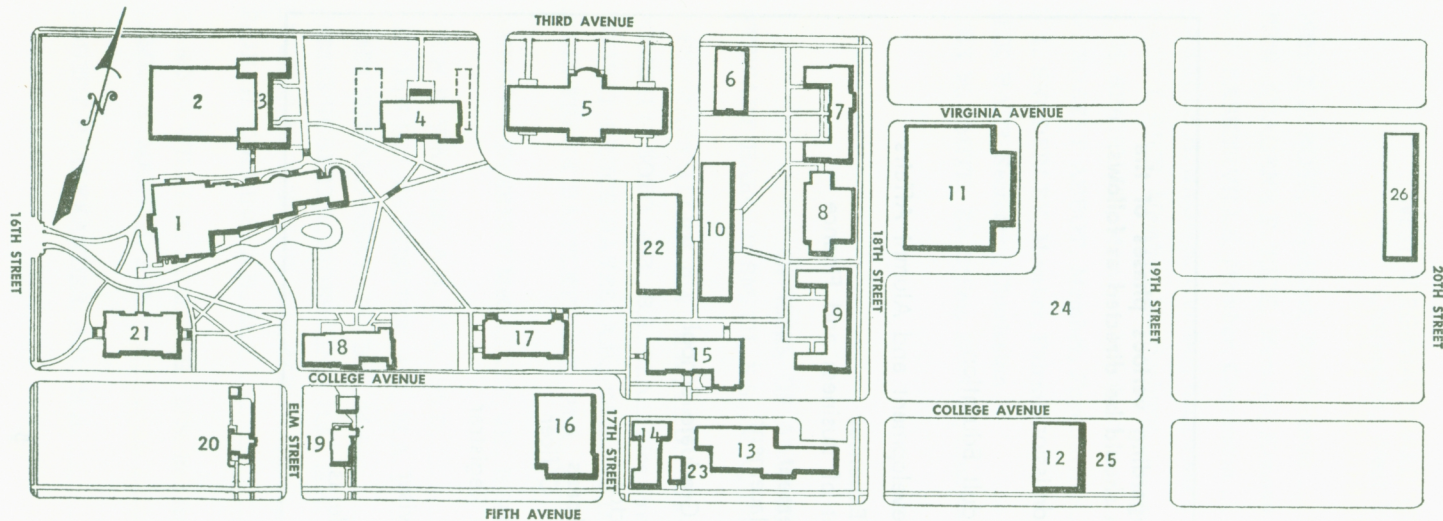 THIRD AVENUE
N
2
3
4
5
6
7
VIRGINIA AVENUE
1
16TH STREET
8
10
22
11
26
18TH STREET
19TH STREET
20TH STREET
24
21
18
17
15
9
COLLEGE AVENUE
COLLEGE AVENUE
20
ELM STREET
19
16
17TH STREET
14
23
13
12
25
FIFTH AVENUE